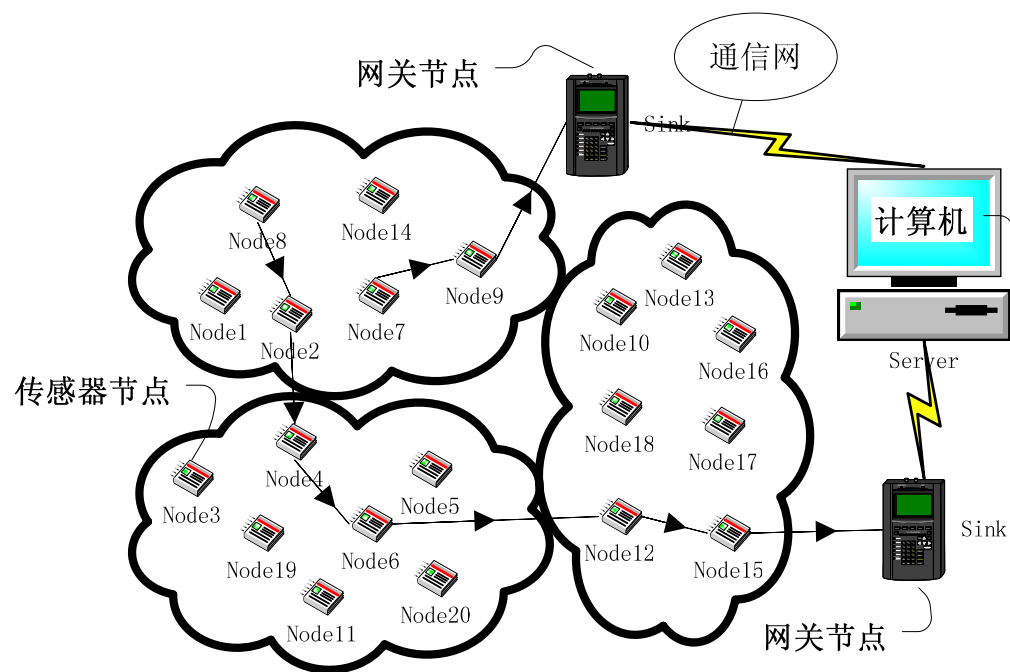 通信网
网关节点
Sink
Node8
Node14
计算机
Node9
Node13
Node1
Node7
Node10
Node2
Server
Node16
传感器节点
Node18
Node17
Node4
Node5
Node3
Sink
Node6
Node12
Node19
Node15
Node20
Node11
网关节点